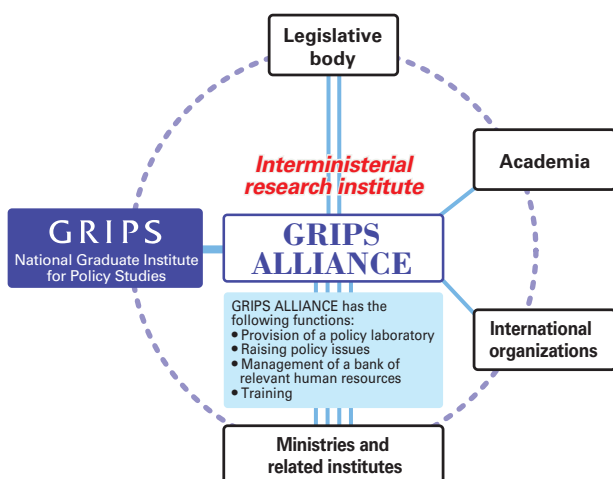 Legislative
body
Interministerial
research institute
Academia
GRIPS
National Graduate Institute
for Policy Studies
GRIPS
ALLIANCE
GRIPS ALLIANCE has the
following functions:
● Provision of a policy laboratory
● Raising policy issues
● Management of a bank of
relevant human resources
● Training
International
organizations
Ministries and
related institutes